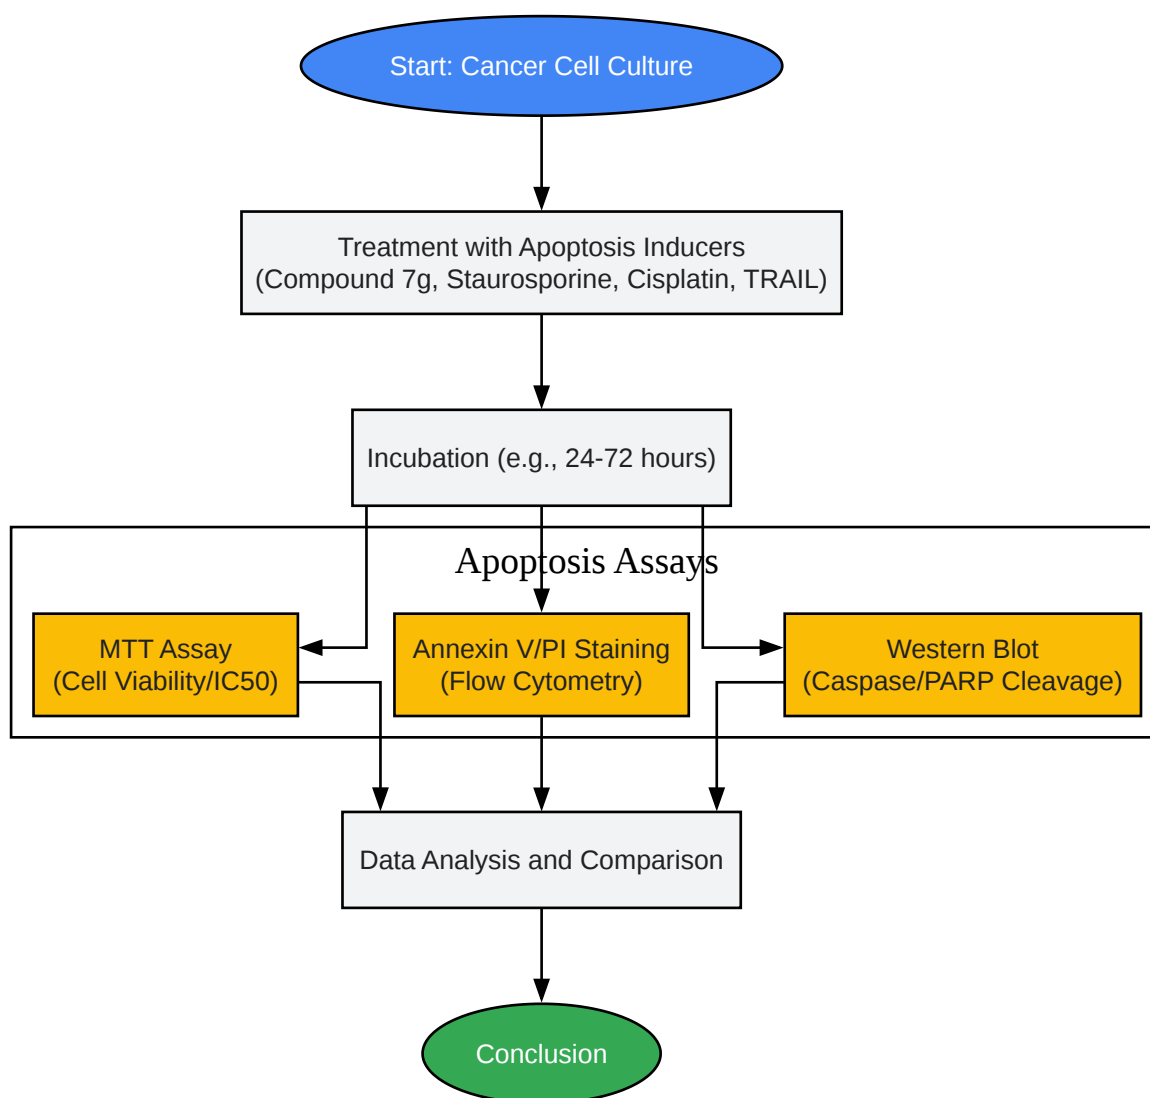 Start: Cancer Cell Culture
Treatment with Apoptosis Inducers
(Compound 7g, Staurosporine, Cisplatin, TRAIL)
Incubation (e.g., 24-72 hours)
Apoptosis Assays
MTT Assay
(Cell Viability/IC50)
Annexin V/PI Staining
(Flow Cytometry)
Western Blot
(Caspase/PARP Cleavage)
Data Analysis and Comparison
Conclusion